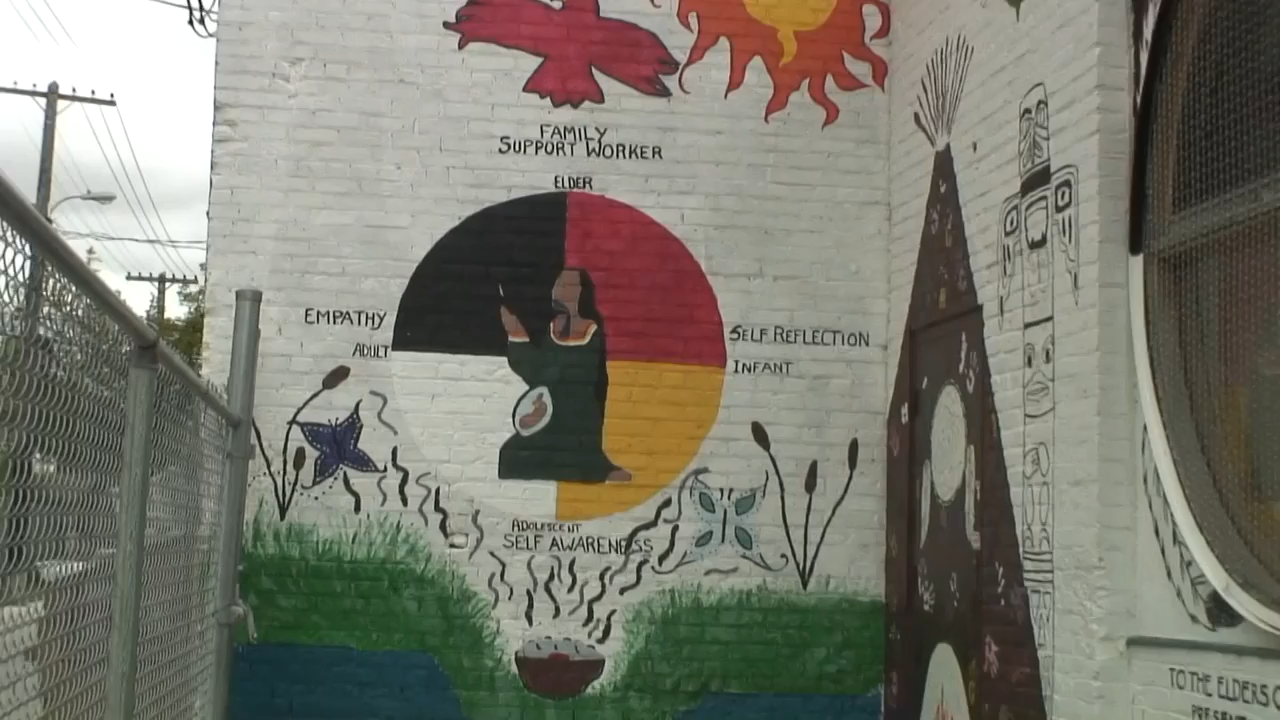 FAMILY
SUPPORT WORKER
ELDER
EMPATHY
ADULT
SELF REFLECTION
INFANT
ADOLESCENT
SELF AWARENESS
TO THE ELDERS